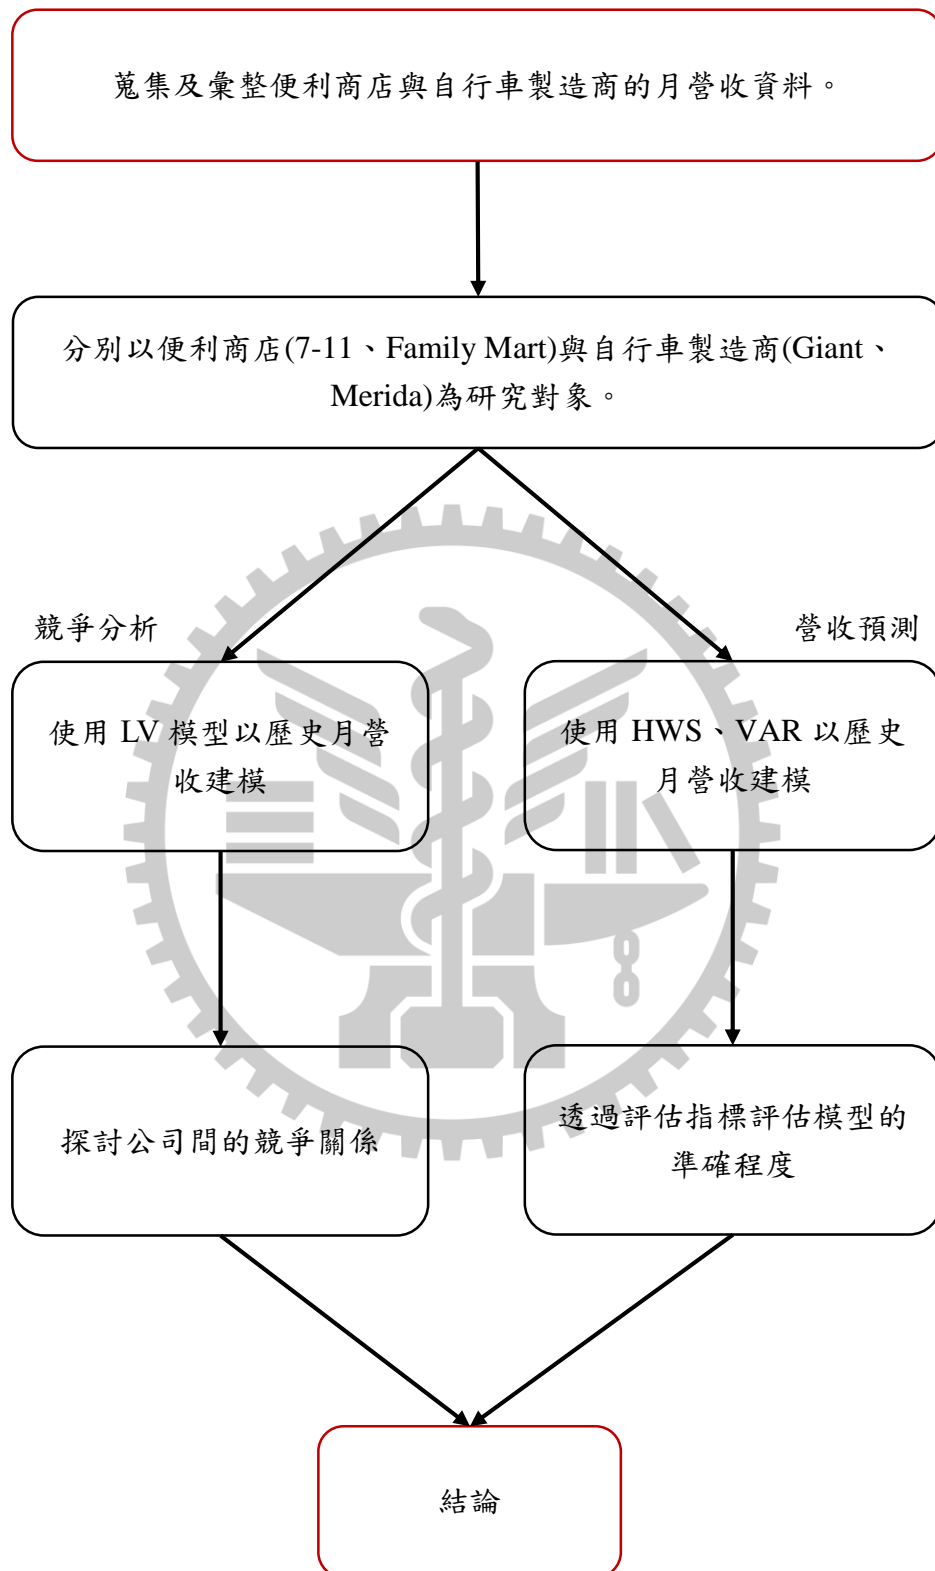 蒐集及彙整便利商店與自行車製造商的月營收資料。
分別以便利商店(7-11、Family Mart)與自行車製造商(Giant、
Merida)為研究對象。
競爭分析
營收預測
使用 LV 模型以歷史月營
收建模
使用 HWS、VAR 以歷史
月營收建模
探討公司間的競爭關係
透過評估指標評估模型的
準確程度
結論